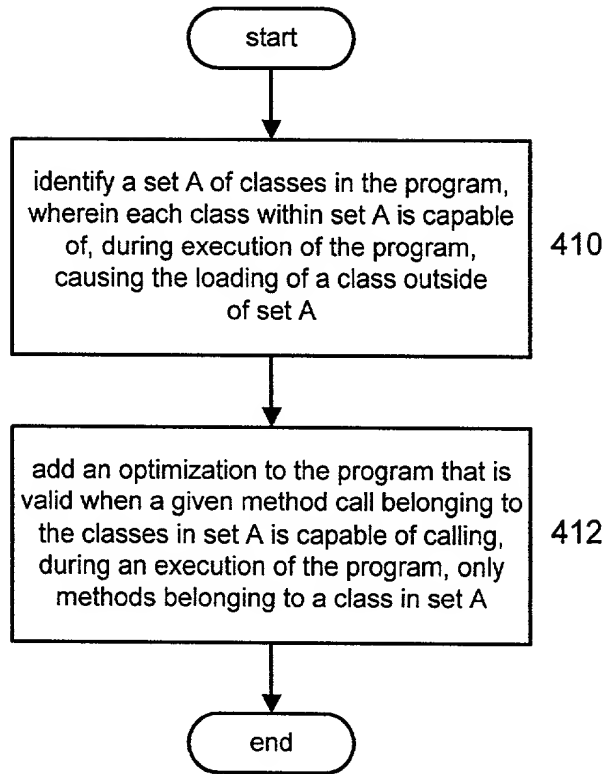 start
identify a set A of classes in the program,
wherein each class within set A is capable
of, during execution of the program,
causing the loading of a class outside
of set A
410
add an optimization to the program that is
valid when a given method call belonging to
the classes in set A is capable of calling,
during an execution of the program, only
methods belonging to a class in set A
412
end